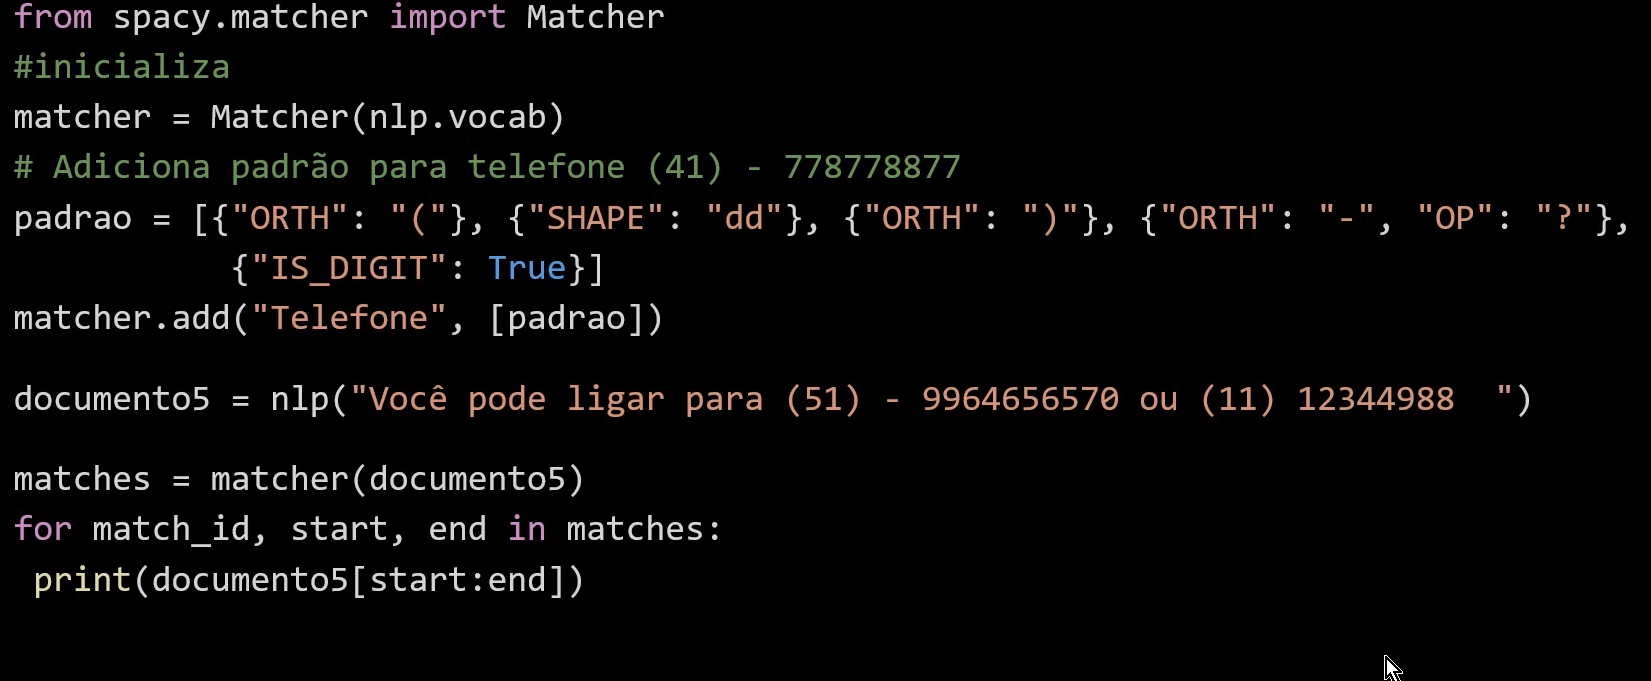 from spacy.matcher import Matcher
#inicializa
matcher = Matcher(nlp.vocab)
# Adiciona padrão para telefone (41) - 778778877
padrao = [{"ORTH": "("}, {"SHAPE": "dd"}, {"ORTH": ")"}, {"ORTH": "-", "OP": "?"},
{"IS_DIGIT": True}]
matcher.add("Telefone", [padrao])
documento5 = nlp("Você pode ligar para (51) - 9964656570 ou (11) 12344988  ")
matches = matcher(documento5)
for match_id, start, end in matches:
print(documento5[start:end])